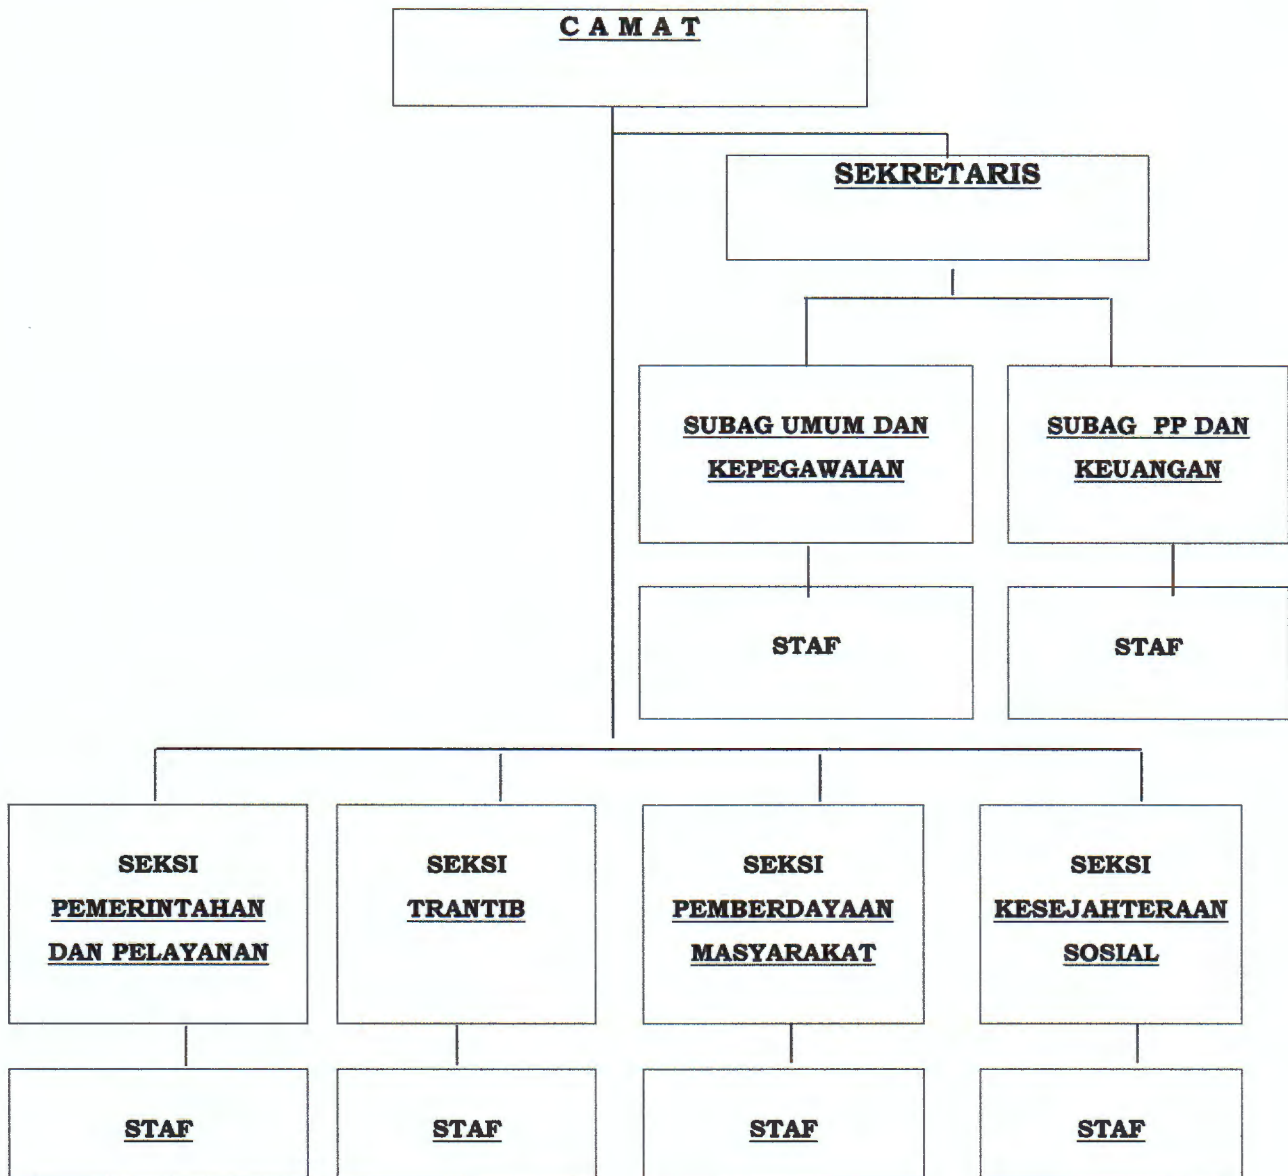 C A M A T
SEKRETARIS
SUBAG UMUM DAN
KEPEGAWAIAN
SUBAG PP DAN
KEUANGAN
STAF
STAF
SEKSI
PEMERINTAHAN
DAN PELAYANAN
SEKSI
TRANTIB
SEKSI
PEMBERDAYAAN
MASYARAKAT
SEKSI
KESEJAHTERAAN
SOSIAL
STAF
STAF
STAF
STAF